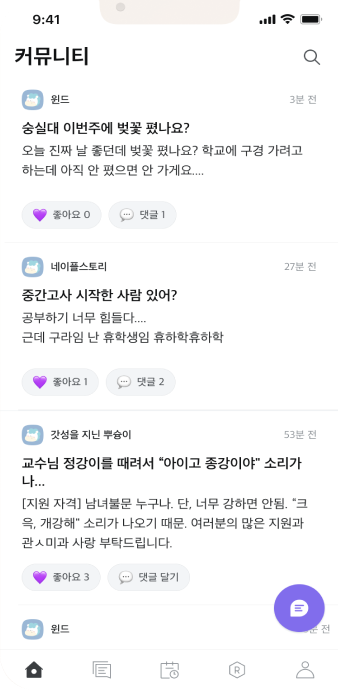 9:41
커뮤니티
윈드
3분 전
숭실대 이번주에 벚꽃 폈나요?
오늘 진짜 날 좋던데 벚꽃 폈나요? 학교에 구경 가려고
하는데 아직 안 폈으면 안 가게요....
좋아요 0 댓글 1
네이플스토리
27분 전
중간고사 시작한 사람 있어?
공부하기 너무 힘들다....
근데 구라임 난 휴학생임 휴하학휴하학
좋아요 1 댓글 2
갓성을 지닌 뿌슝이
53분 전
교수님 정강이를 때려서 “아이고 종강이야" 소리가
나...
[지원 자격] 남녀불문 누구나. 단, 너무 강하면 안됨. “크
윽, 개강해" 소리가 나오기 때문. 여러분의 많은 지원과
관ㅅ미과 사랑 부탁드립니다.
좋아요 3 댓글 달기
윈드
분 전
R